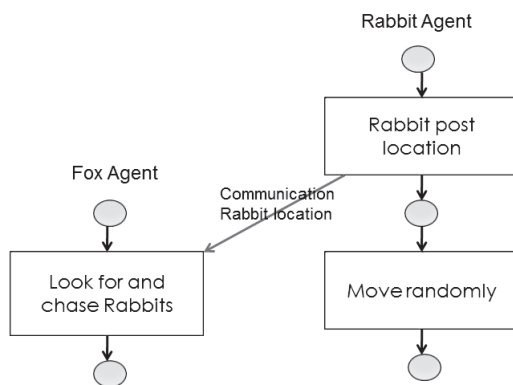 Rabbit Agent
Rabbit post
location
Fox Agent
Communication
Rabbit location
Look for and
chase Rabbits
Move randomly